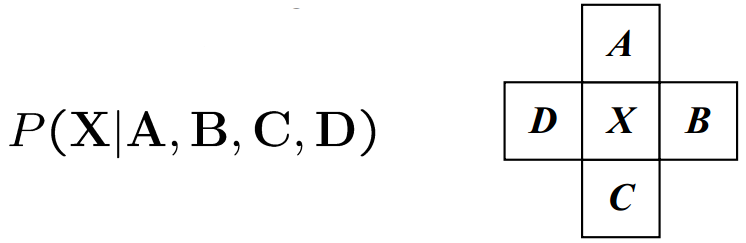 P(X|A, B, C, D)
A
D X B
C